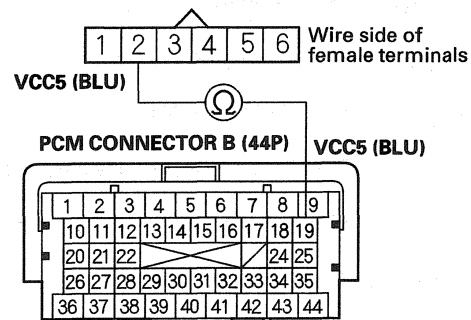 1 2 3 4 5 6
Wire side of
female terminals
VCC5 (BLU)
Ω
PCM CONNECTOR B (44P)
VCC5 (BLU)
1 2 3 4 5 6 7 8 9
10 11 12 13 14 15 16 17 18 19
20 21 22 24 25
26 27 28 29 30 31 32 33 34 35
36 37 38 39 40 41 42 43 44